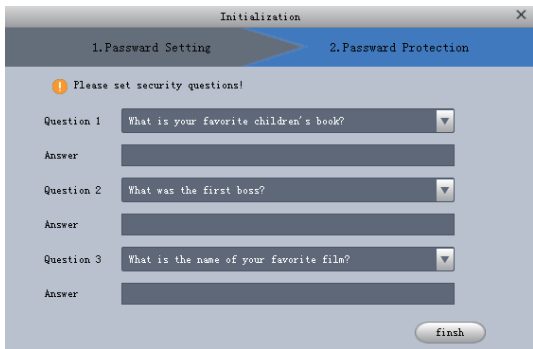 Initialization
1.Passward Setting
2.Passward Protection
Please set security questions!
Question 1 What is your favorite children's book?
Answer
Question 2 What was the first boss?
Answer
Question 3 What is the name of your favorite film?
Answer
finsh